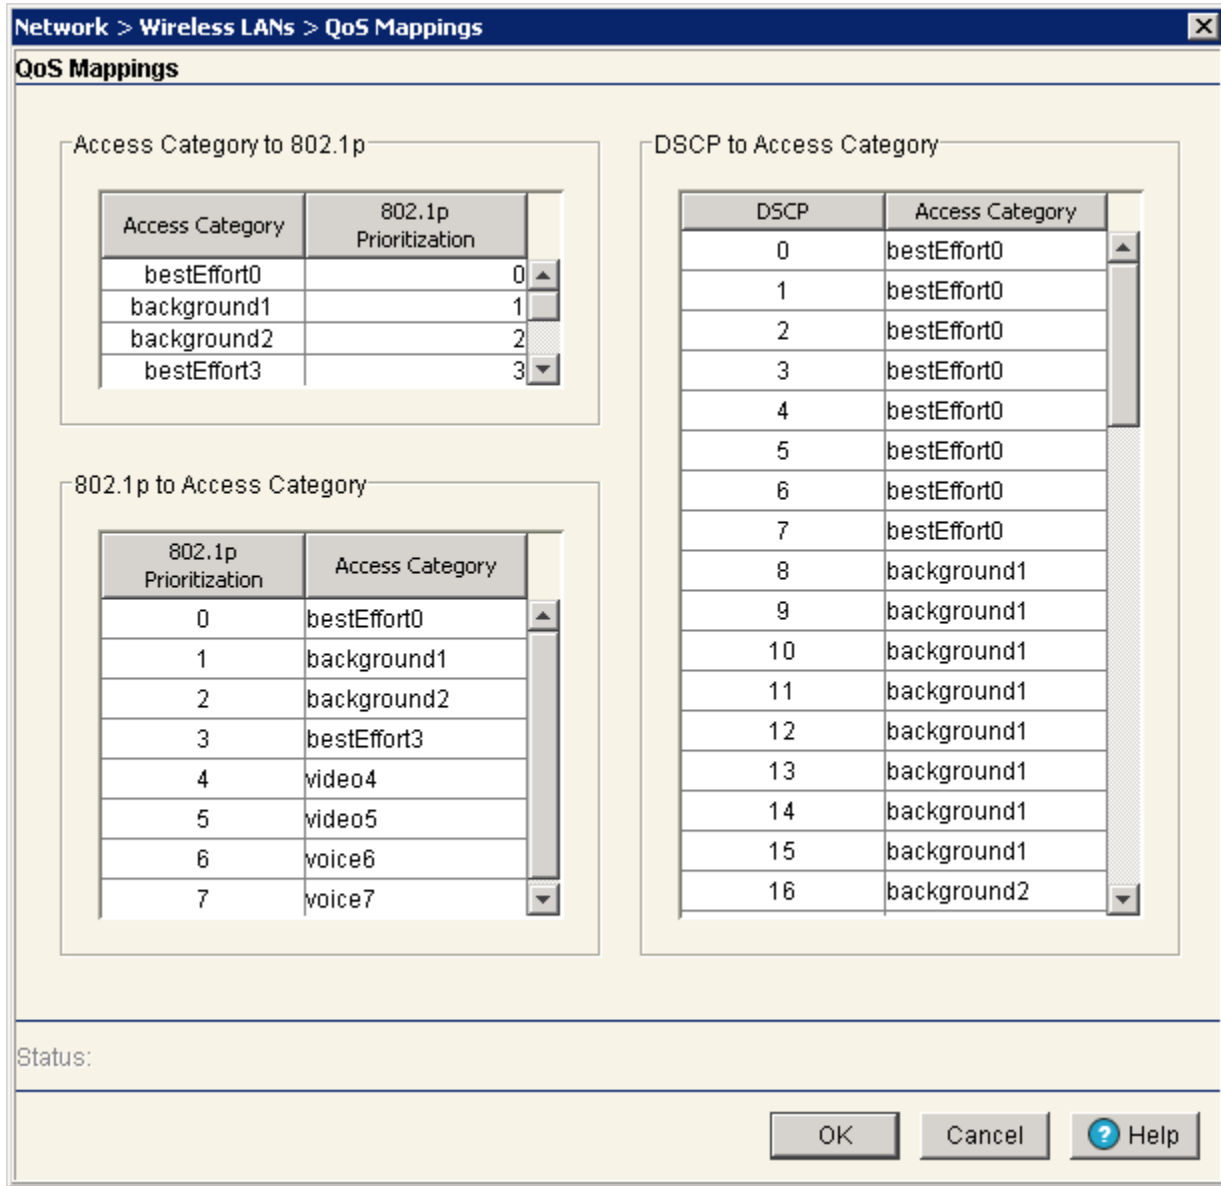 Network > Wireless LANs > QoS Mappings
QoS Mappings
Access Category to 802.1p
Access Category 802.1p Prioritization
bestEffort0 0
background1 1
background2 2
bestEffort3 3
802.1p to Access Category
802.1p Prioritization Access Category
0 bestEffort0
1 background1
2 background2
3 bestEffort3
4 video4
5 video5
6 voice6
7 voice7
DSCP to Access Category
DSCP Access Category
0 bestEffort0
1 bestEffort0
2 bestEffort0
3 bestEffort0
4 bestEffort0
5 bestEffort0
6 bestEffort0
7 bestEffort0
8 background1
9 background1
10 background1
11 background1
12 background1
13 background1
14 background1
15 background1
16 background2
Status:
OK Cancel ? Help